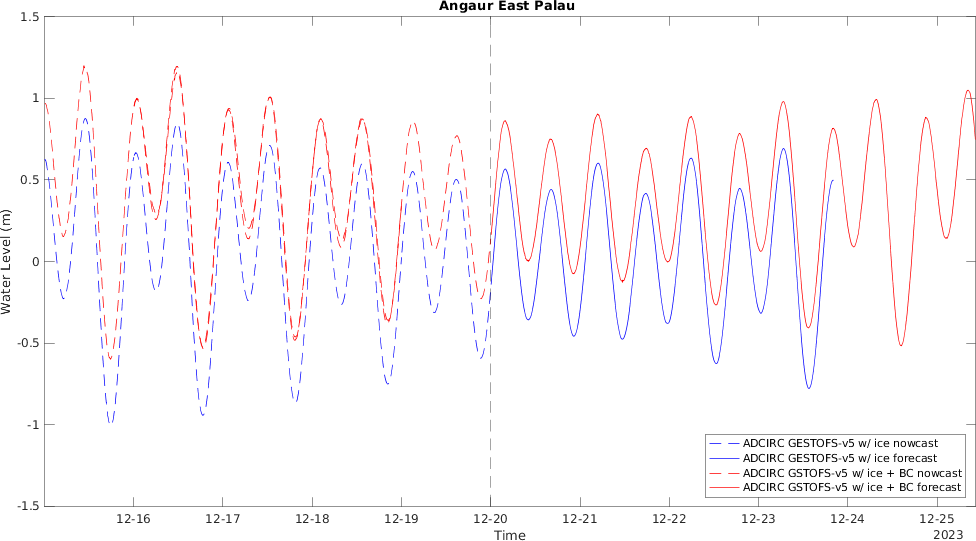 Angaur East Palau
1.5
1
0.5
0
-0.5
-1
-1.5
Water Level (m)
ADCIRC GESTOFS-v5 w/ ice nowcast
ADCIRC GESTOFS-v5 w/ ice forecast
ADCIRC GSTOFS-v5 w/ ice + BC nowcast
ADCIRC GSTOFS-v5 w/ ice + BC forecast
12-16 12-17 12-18 12-19 12-20 12-21 12-22 12-23 12-24 12-25
Time
2023